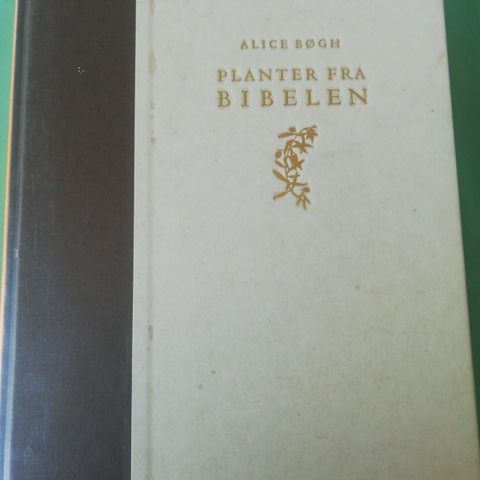 ALICE BØGH
PLANTER FRA
BIBELEN